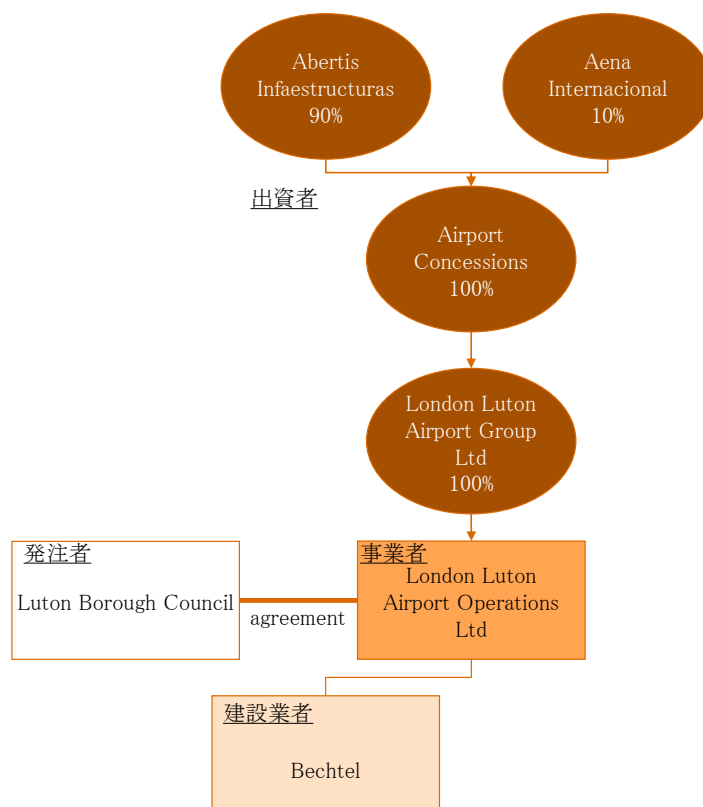 Abertis
Infaestructuras
90%
Aena
Internacional
10%
出資者
Airport
Concessions
100%
London Luton
Airport Group
Ltd
100%
発注者
Luton Borough Council
agreement
事業者
London Luton
Airport Operations
Ltd
建設業者
Bechtel